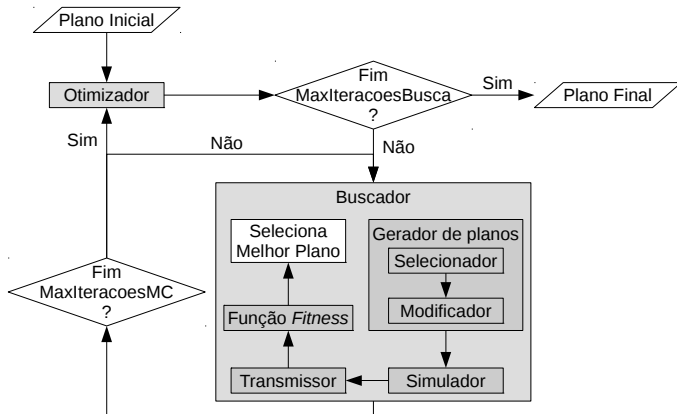 Plano Inicial
Otimizador
Fim
MaxIteracoesBusca
?
Sim
Plano Final
Sim
Não
Não
Buscador
Seleciona
Melhor Plano
Gerador de planos
Selecionador
Modificador
Fim
MaxIteracoesMC
?
Função Fitness
Transmissor
Simulador